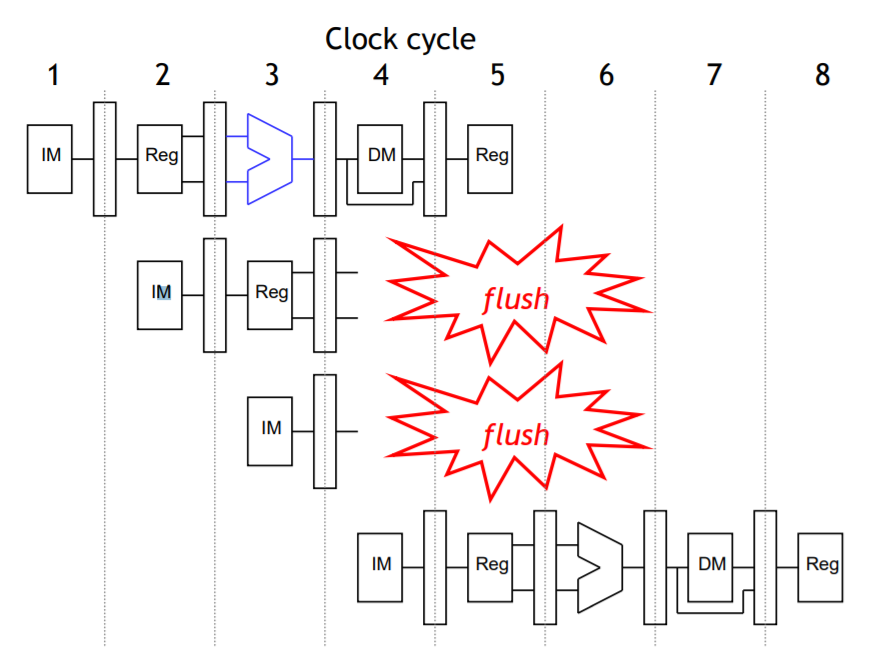 Clock cycle
1 2 3 4 5 6 7 8
IM Reg DM Reg
IM Reg flush
IM flush
IM Reg DM Reg